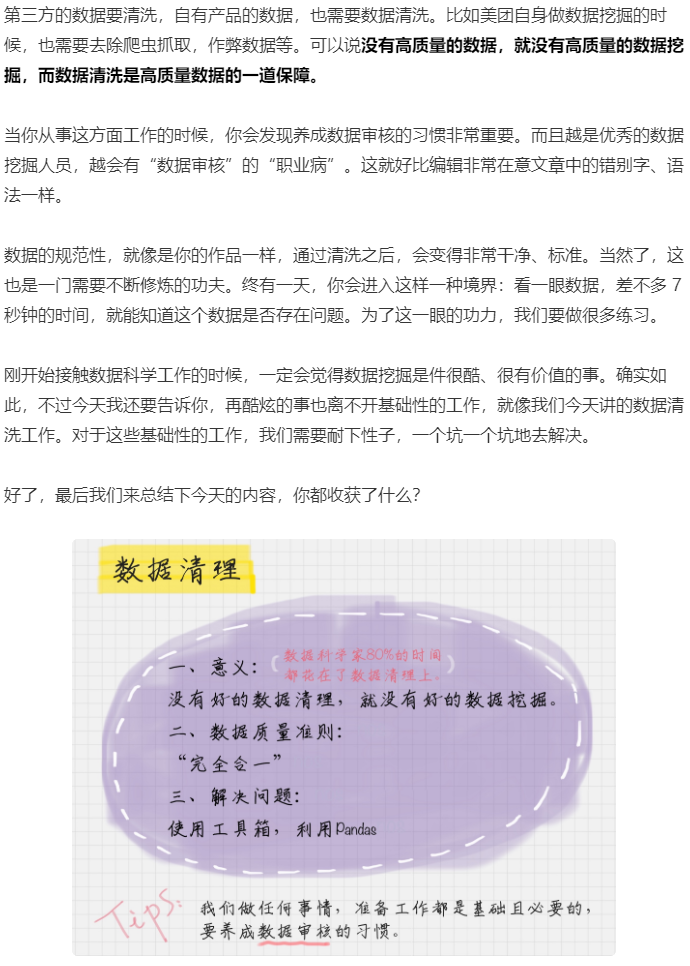 第三方的数据要清洗，自有产品的数据，也需要数据清洗。比如美团自身做数据挖掘的时
候，也需要去除爬虫抓取，作弊数据等。可以说没有高质量的数据，就没有高质量的数据挖
掘，而数据清洗是高质量数据的一道保障。
当你从事这方面工作的时候，你会发现养成数据审核的习惯非常重要。而且越是优秀的数据
挖掘人员，越会有“数据审核”的“职业病”。这就好比编辑非常在意文章中的错别字、语
法一样。
数据的规范性，就像是你的作品一样，通过清洗之后，会变得非常干净、标准。当然了，这
也是一门需要不断修炼的功夫。终有一天，你会进入这样一种境界：看一眼数据，差不多 7
秒钟的时间，就能知道这个数据是否存在问题。为了这一眼的功力，我们要做很多练习。
刚开始接触数据科学工作的时候，一定会觉得数据挖掘是件很酷、很有价值的事。确实如
此，不过今天我还要告诉你，再酷炫的事也离不开基础性的工作，就像我们今天讲的数据清
洗工作。对于这些基础性的工作，我们需要耐下性子，一个坑一个坑地去解决。
好了，最后我们来总结下今天的内容，你都收获了什么？
数据清理
一、意义：（数据科学家80%的时间
都花在了数据清理上。）
没有好的数据清理，就没有好的数据挖掘。
二、数据质量准则：
“完全合一”
三、解决问题：
使用工具箱，利用Pandas
Tips:
我们做任何事情，准备工作都是基础且必要的，
要养成数据审核的习惯。